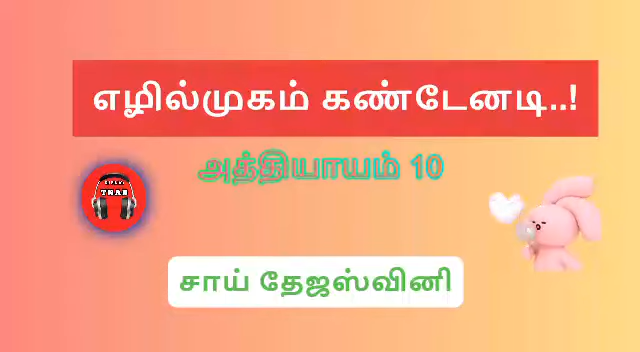 எழில்முகம் கண்டேனடி..!
அத்தியாயம் 10
சாய் தேஜஸ்வினி